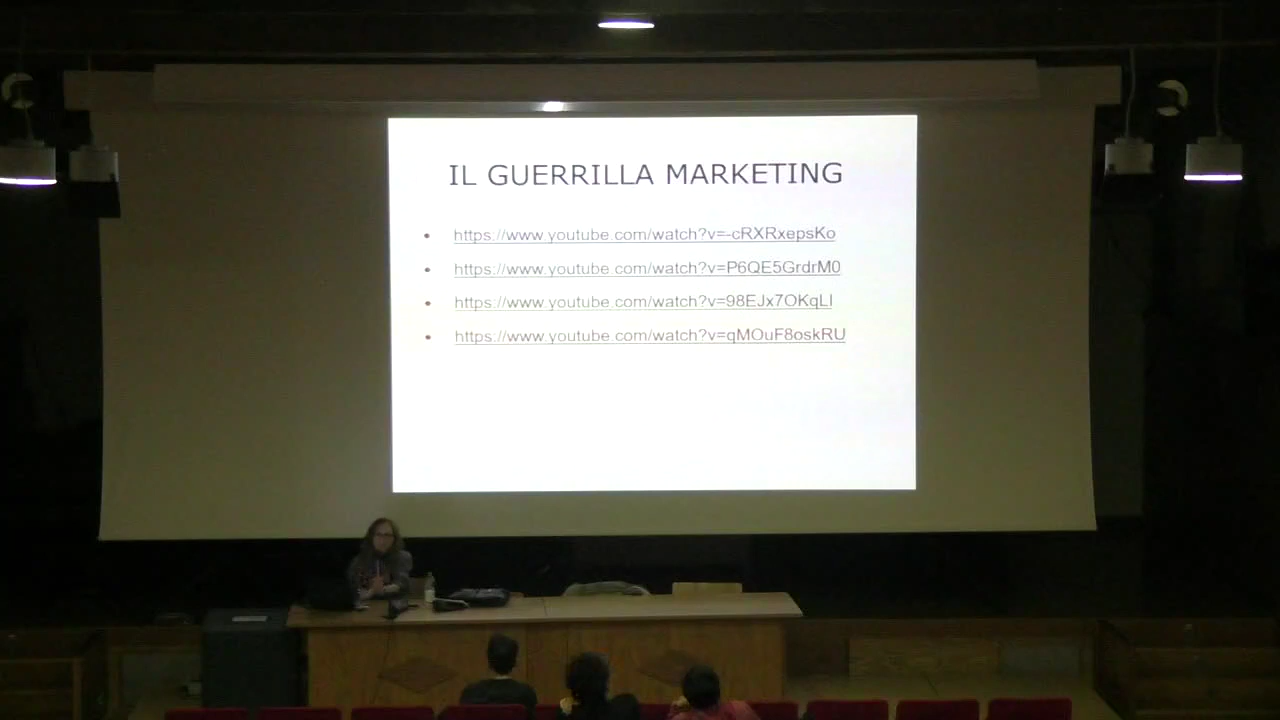 IL GUERRILLA MARKETING
https://www.youtube.com/watch?v=-cRXRxepsKo
https://www.youtube.com/watch?v=P6QE5GrdrM0
https://www.youtube.com/watch?v=98EJx7OKqLI
https://www.youtube.com/watch?v=qMOuF8oskRU